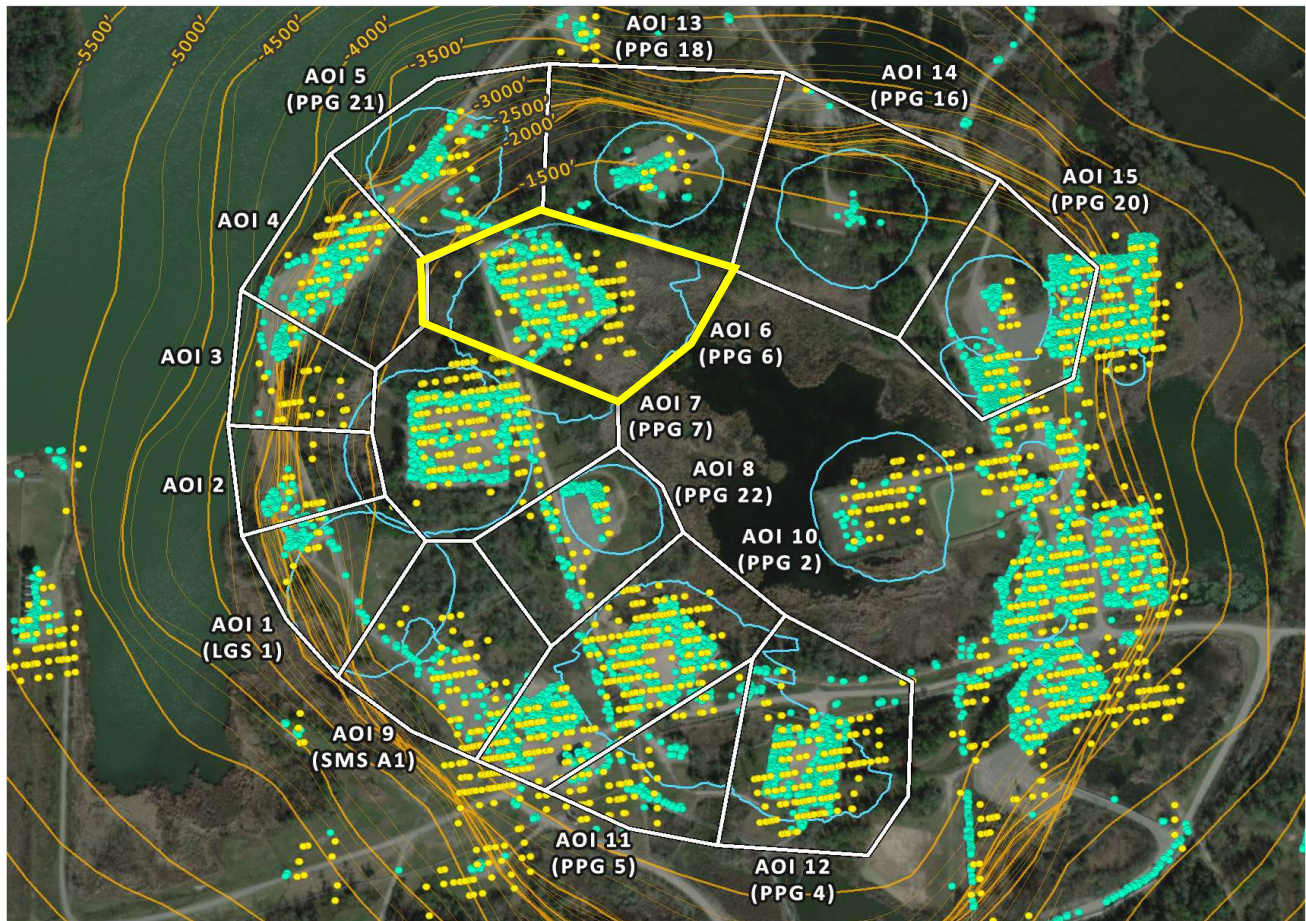 -5500'
-5000'
-4500'
-4000'
-3500'
-3000'
-2500'
-2000'
-1500'
AOI 13
(PPG 18)
AOI 5
(PPG 21)
AOI 14
(PPG 16)
AOI 15
(PPG 20)
AOI 4
AOI 3
AOI 6
(PPG 6)
AOI 7
(PPG 7)
AOI 8
(PPG 22)
AOI 2
AOI 10
(PPG 2)
AOI 1
(LGS 1)
AOI 9
(SMS A1)
AOI 11
(PPG 5)
AOI 12
(PPG 4)